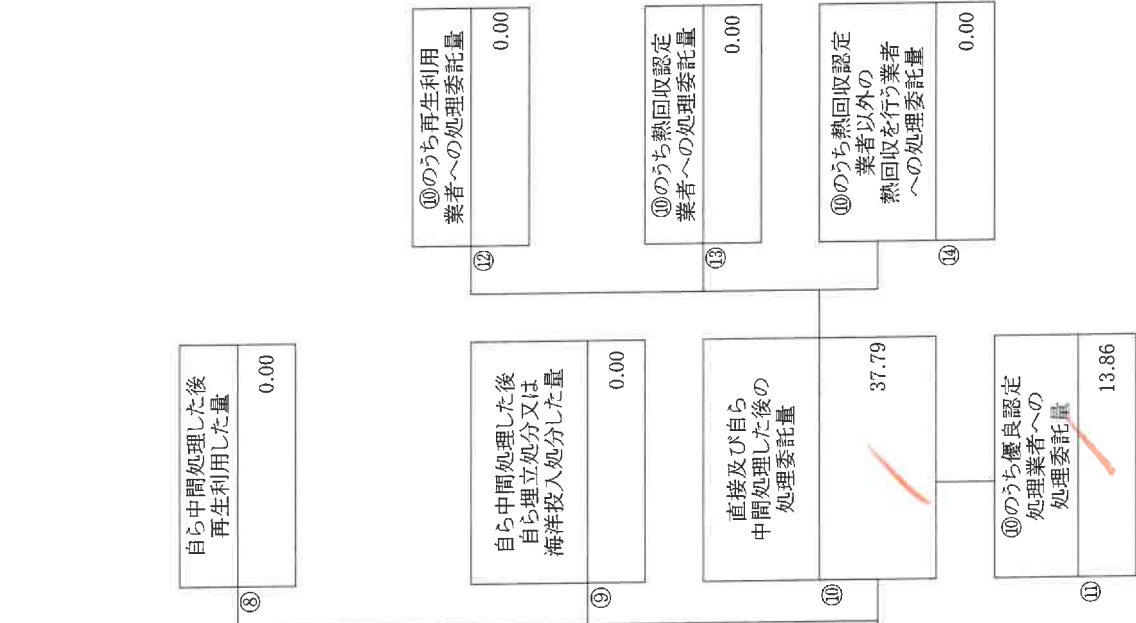 ⑧
自ら中間処理した後
再生利用した量
0.00
⑨
自ら中間処理した後
自ら埋立処分又は
海洋投入処分した量
0.00
⑩
直接及び自ら
中間処理した後の
処理委託量
37.79
⑪
⑩のうち優良認定
処理業者への
処理委託量
13.86
⑫
⑩のうち再生利用
業者への処理委託量
0.00
⑬
⑩のうち熱回収認定
業者への処理委託量
0.00
⑭
⑩のうち熱回収認定
業者以外の
熱回収を行う業者
への処理委託量
0.00